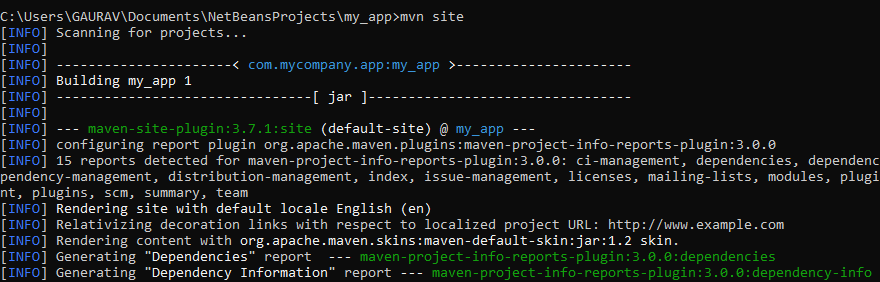 C:\Users\GAURAV\Documents\NetBeansProjects\my_app>mvn site
[INFO] Scanning for projects...
[INFO]
[INFO] ----------------------< com.mycompany.app:my_app >----------------------
[INFO] Building my_app 1
[INFO] --------------------------------[ jar ]---------------------------------
[INFO]
[INFO] --- maven-site-plugin:3.7.1:site (default-site) @ my_app ---
[INFO] configuring report plugin org.apache.maven.plugins:maven-project-info-reports-plugin:3.0.0
[INFO] 15 reports detected for maven-project-info-reports-plugin:3.0.0: ci-management, dependencies, dependenc
pendency-management, distribution-management, index, issue-management, licenses, mailing-lists, modules, plugi
nt, plugins, scm, summary, team
[INFO] Rendering site with default locale English (en)
[INFO] Relativizing decoration links with respect to localized project URL: http://www.example.com
[INFO] Rendering content with org.apache.maven.skins:maven-default-skin:jar:1.2 skin.
[INFO] Generating "Dependencies" report  --- maven-project-info-reports-plugin:3.0.0:dependencies
[INFO] Generating "Dependency Information" report --- maven-project-info-reports-plugin:3.0.0:dependency-info